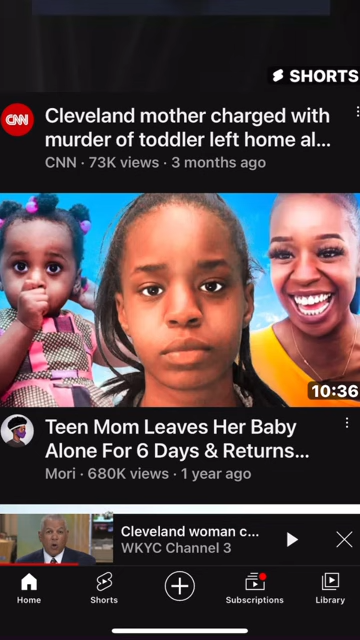 SHORTS
CNN
Cleveland mother charged with
murder of toddler left home al...
CNN · 73K views · 3 months ago
10:36
Teen Mom Leaves Her Baby
Alone For 6 Days & Returns...
Mori · 680K views · 1 year ago
Cleveland woman c...
WKYC Channel 3
Home
Shorts
Subscriptions
Library